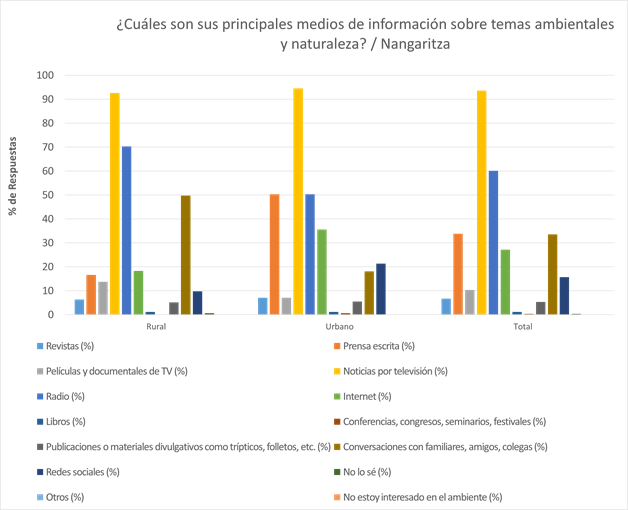 ¿Cuáles son sus principales medios de información sobre temas ambientales
y naturaleza? / Nangaritza
100
90
80
70
60
50
40
30
20
10
0
% de Respuestas
Rural
Urbano
Total
Revistas (%)
Prensa escrita (%)
Películas y documentales de TV (%)
Noticias por televisión (%)
Radio (%)
Internet (%)
Libros (%)
Conferencias, congresos, seminarios, festivales (%)
Publicaciones o materiales divulgativos como trípticos, folletos, etc. (%)
Conversaciones con familiares, amigos, colegas (%)
Redes sociales (%)
No lo sé (%)
Otros (%)
No estoy interesado en el ambiente (%)